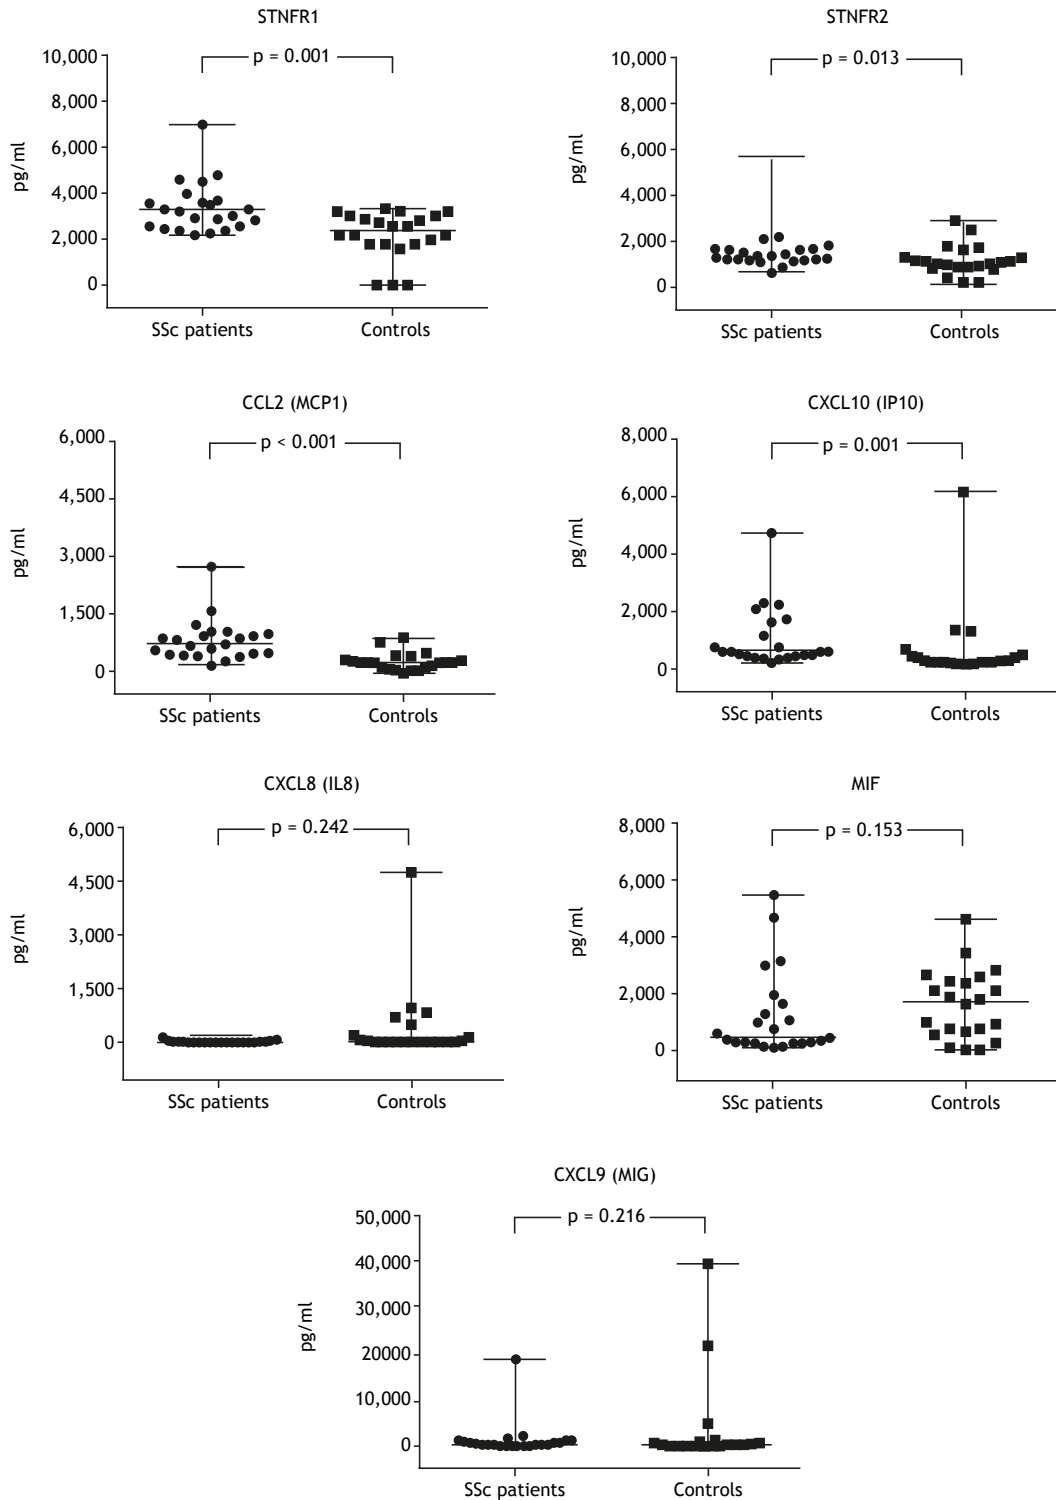 STNFR1
10,000
8,000
6,000
4,000
2,000
0
pg/ml
p = 0.001
SSc patients
Controls
STNFR2
10,000
8,000
6,000
4,000
2,000
0
pg/ml
p = 0.013
SSc patients
Controls
CCL2 (MCP1)
6,000
4,500
3,000
1,500
0
pg/ml
p < 0.001
SSc patients
Controls
CXCL10 (IP10)
8,000
6,000
4,000
2,000
0
pg/ml
p = 0.001
SSc patients
Controls
CXCL8 (IL8)
6,000
4,500
3,000
1,500
0
pg/ml
p = 0.242
SSc patients
Controls
MIF
8,000
6,000
4,000
2,000
0
pg/ml
p = 0.153
SSc patients
Controls
CXCL9 (MIG)
50,000
40,000
30,000
20000
10,000
0
pg/ml
p = 0.216
SSc patients
Controls